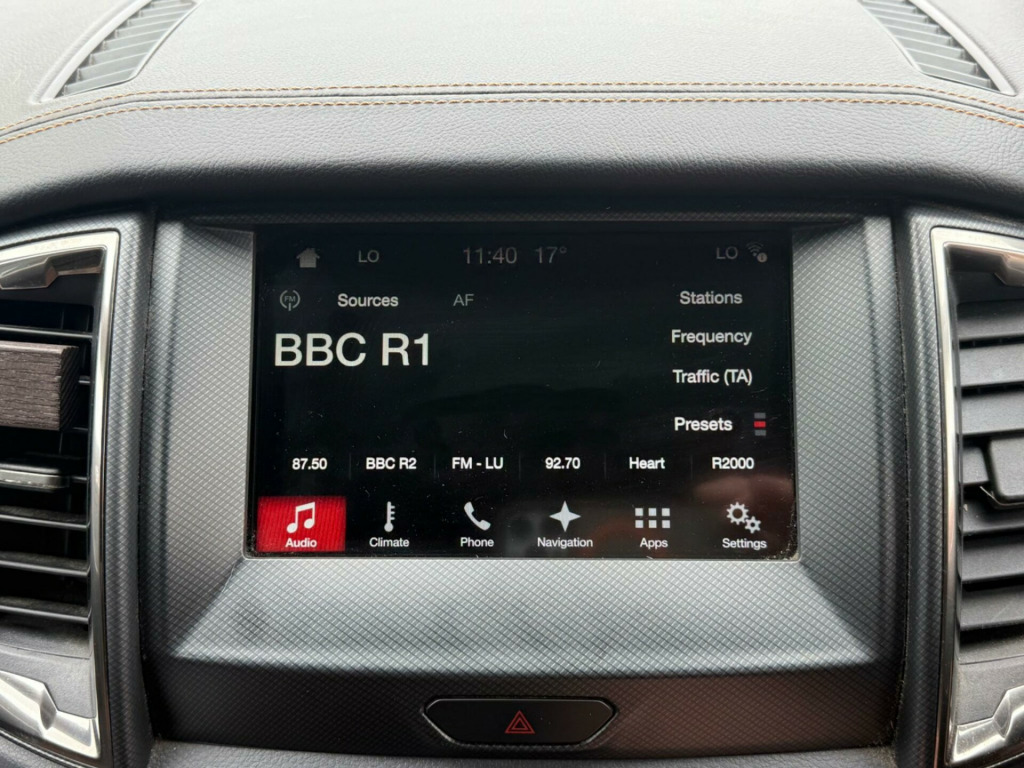 LO 11:40 17° LO
FM Sources AF Stations
BBC R1 Frequency
Traffic (TA)
Presets
87.50 BBC R2 FM - LU 92.70 Heart R2000
Audio Climate Phone Navigation Apps Settings